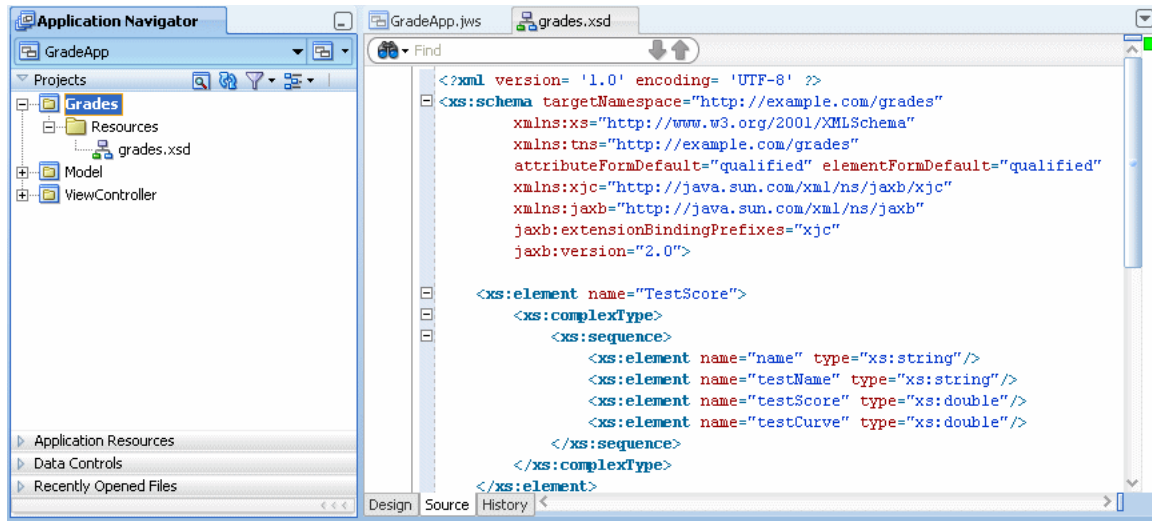 Application Navigator
GradeApp
Projects
Grades
Resources
grades.xsd
Model
ViewController
Application Resources
Data Controls
Recently Opened Files
GradeApp.jws
grades.xsd
Find
<?xml version= '1.0' encoding= 'UTF-8' ?>
<xs:schema targetNamespace="http://example.com/grades"
xmlns:xs="http://www.w3.org/2001/XMLSchema"
xmlns:tns="http://example.com/grades"
attributeFormDefault="qualified" elementFormDefault="qualified"
xmlns:xjc="http://java.sun.com/xml/ns/jaxb/xjc"
xmlns:jaxb="http://java.sun.com/xml/ns/jaxb"
jaxb:extensionBindingPrefixes="xjc"
jaxb:version="2.0">
<xs:element name="TestScore">
<xs:complexType>
<xs:sequence>
<xs:element name="name" type="xs:string"/>
<xs:element name="testName" type="xs:string"/>
<xs:element name="testScore" type="xs:double"/>
<xs:element name="testCurve" type="xs:double"/>
</xs:sequence>
</xs:complexType>
</xs:element>
Design Source History